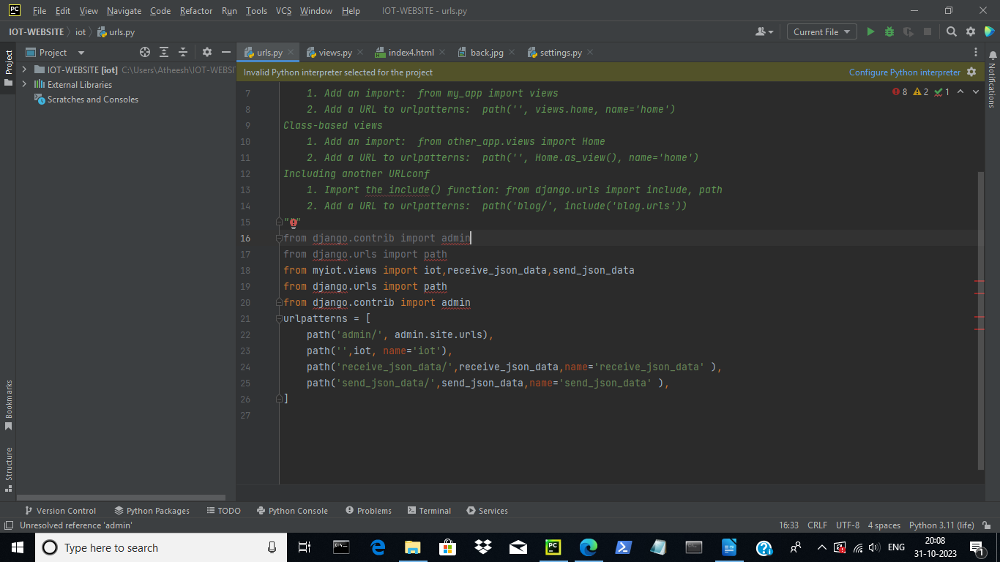 PC File Edit View Navigate Code Refactor Run Tools VCS Window Help IOT-WEBSITE - urls.py
IOT-WEBSITE iot urls.py Current File
Project Project urls.py views.py index4.html back.jpg settings.py Notifications
IOT-WEBSITE [iot] C:\Users\Atheesh\IOT-WEBSI
External Libraries
Scratches and Consoles
Invalid Python interpreter selected for the project Configure Python interpreter
8 2 1
7 1. Add an import:  from my_app import views
8 2. Add a URL to urlpatterns:  path('', views.home, name='home')
9 Class-based views
10 1. Add an import:  from other_app.views import Home
11 2. Add a URL to urlpatterns:  path('', Home.as_view(), name='home')
12 Including another URLconf
13 1. Import the include() function: from django.urls import include, path
14 2. Add a URL to urlpatterns:  path('blog/', include('blog.urls'))
15 """
16 from django.contrib import admin
17 from django.urls import path
18 from myiot.views import iot,receive_json_data,send_json_data
19 from django.urls import path
20 from django.contrib import admin
21 urlpatterns = [
22 path('admin/', admin.site.urls),
23 path('',iot, name='iot'),
24 path('receive_json_data/',receive_json_data,name='receive_json_data' ),
25 path('send_json_data/',send_json_data,name='send_json_data' ),
26 ]
27
Bookmarks
Structure
Version Control Python Packages TODO Python Console Problems Terminal Services
Unresolved reference 'admin' 16:33 CRLF UTF-8 4 spaces Python 3.11 (life)
Type here to search PC ENG 20:08
31-10-2023 1